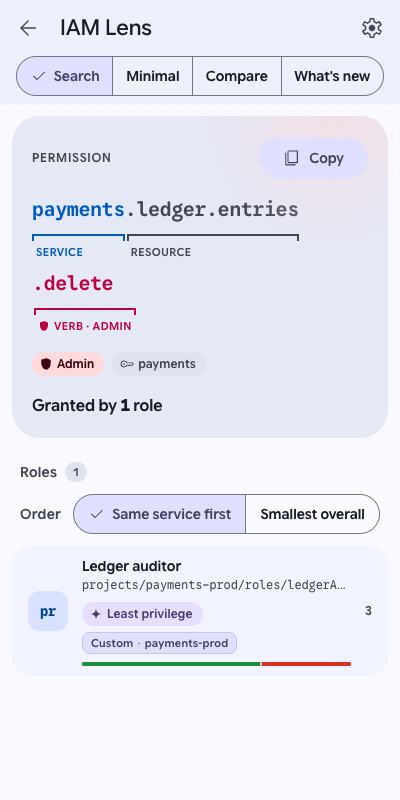 IAM Lens
Search Minimal Compare What's new
PERMISSION
Copy
payments.ledger.entries
SERVICE RESOURCE
.delete
VERB · ADMIN
Admin payments
Granted by 1 role
Roles 1
Order Same service first Smallest overall
Ledger auditor
projects/payments-prod/roles/ledgerA…
pr
Least privilege
3
Custom · payments-prod